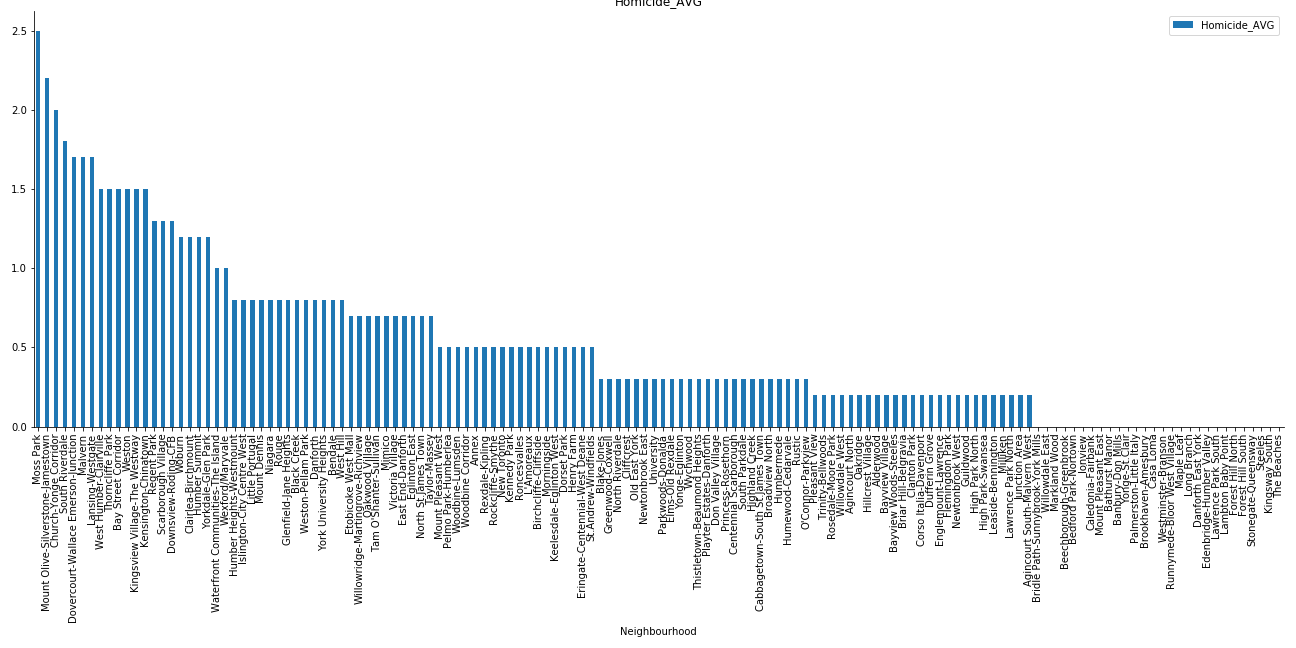 Homicide_AVG
Homicide_AVG
2.5
2.0
1.5
1.0
0.5
0.0
Moss Park
Mount Olive-Silverstone-Jamestown
Church-Yonge Corridor
South Riverdale
Dovercourt-Wallace Emerson-Junction
Malvern
Lansing-Westgate
West Humber-Clairville
Thorncliffe Park
Bay Street Corridor
Weston
Kingsview Village-The Westway
Kensington-Chinatown
Regent Park
Scarborough Village
Downsview-Roding-CFB
Woburn
Clairlea-Birchmount
Humber Summit
Yorkdale-Glen Park
Waterfront Communities-The Island
Wexford/Maryvale
Humber Heights-Westmount
Islington-City Centre West
Little Portugal
Mount Dennis
Niagara
Rouge
Glenfield-Jane Heights
Black Creek
Weston-Pellam Park
Danforth
York University Heights
Bendale
West Hill
Etobicoke West Mall
Willowridge-Martingrove-Richview
Oakwood Village
Tam O'Shanter-Sullivan
Mimico
Victoria Village
East End-Danforth
Eglinton East
North St.James Town
Taylor-Massey
Mount Pleasant West
Pelmo Park-Humberlea
Woodbine-Lumsden
Woodbine Corridor
Annex
Rexdale-Kipling
Rockcliffe-Smythe
New Toronto
Kennedy Park
Roncesvalles
L'Amoreaux
Birchcliffe-Cliffside
Morningside
Keelesdale-Eglinton West
Dorset Park
Henry Farm
Eringate-Centennial-West Deane
St.Andrew-Windfields
Blake-Jones
Greenwood-Coxwell
North Riverdale
Cliffcrest
Old East York
Newtonbrook East
University
Parkwoods-Donalda
Elms-Old Rexdale
Yonge-Eglinton
Wychwood
Thistletown-Beaumond Heights
Playter Estates-Danforth
Don Valley Village
Princess-Rosethorn
Centennial Scarborough
South Parkdale
Highland Creek
Cabbagetown-South St.James Town
Broadview North
Humbermede
Humewood-Cedarvale
Rustic
O'Connor-Parkview
Pleasant View
Trinity-Bellwoods
Rosedale-Moore Park
Willowdale West
Agincourt North
Oakridge
Hillcrest Village
Alderwood
Bayview Village
Bayview Woods-Steeles
Briar Hill-Belgravia
Clanton Park
Corso Italia-Davenport
Dufferin Grove
Englemount-Lawrence
Flemingdon Park
Newtonbrook West
Guildwood
High Park North
High Park-Swansea
Leaside-Bennington
Milliken
Lawrence Park North
Junction Area
Agincourt South-Malvern West
Bridle Path-Sunnybrook-York Mills
Willowdale East
Markland Wood
Beechborough-Greenbrook
Bedford Park-Nortown
Ionview
Caledonia-Fairbank
Mount Pleasant East
Bathurst Manor
Banbury-Don Mills
Yonge-St.Clair
Palmerston-Little Italy
Brookhaven-Amesbury
Casa Loma
Westminster-Branson
Runnymede-Bloor West Village
Maple Leaf
Long Branch
Danforth East York
Edenbridge-Humber Valley
Lawrence Park South
Lambton Baby Point
Forest Hill North
Forest Hill South
Stonegate-Queensway
Steeles
Kingsway South
The Beaches
Neighbourhood